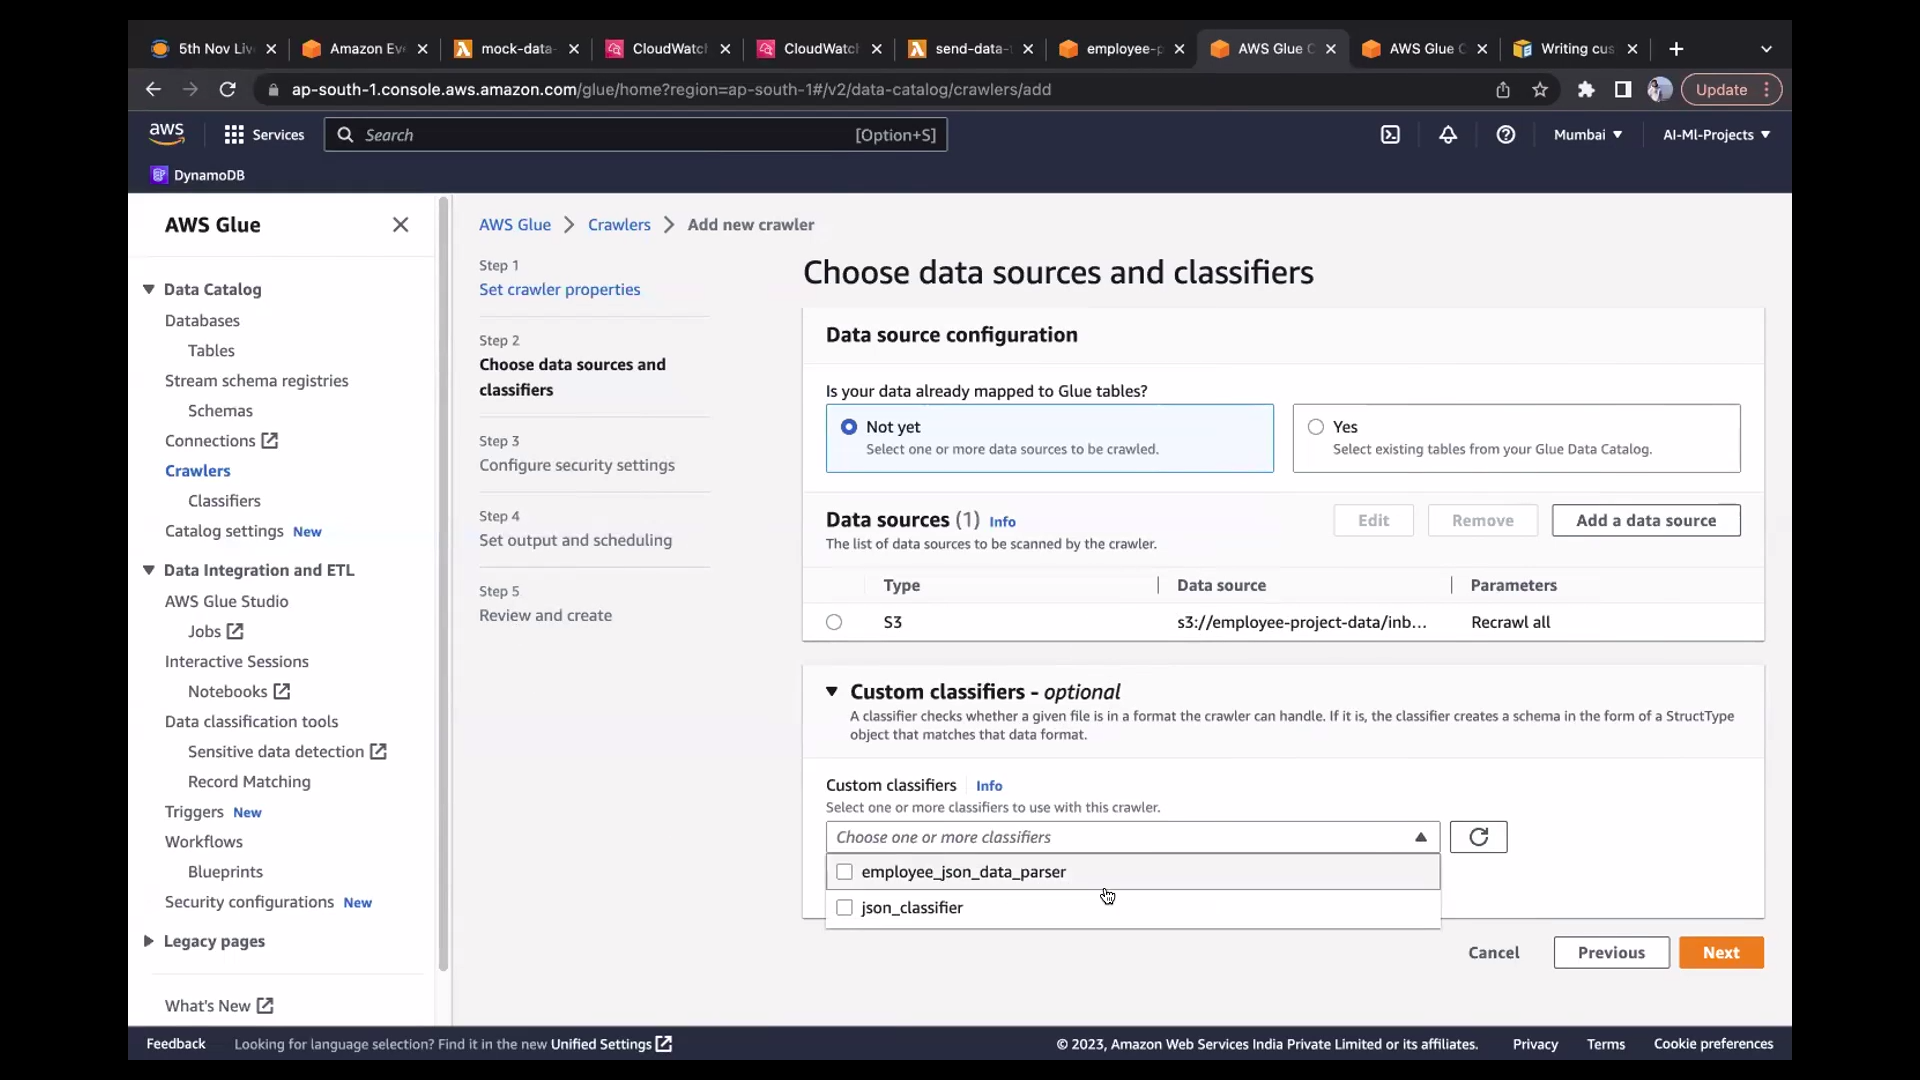 5th Nov Liv
Amazon Ev
mock-data-
CloudWatch
CloudWatch
send-data-
employee-p
AWS Glue C
AWS Glue C
Writing cus
ap-south-1.console.aws.amazon.com/glue/home?region=ap-south-1#/v2/data-catalog/crawlers/add
Update
aws
Services
Search
[Option+S]
Mumbai
AI-Ml-Projects
DynamoDB
AWS Glue
Data Catalog
Databases
Tables
Stream schema registries
Schemas
Connections
Crawlers
Classifiers
Catalog settings New
Data Integration and ETL
AWS Glue Studio
Jobs
Interactive Sessions
Notebooks
Data classification tools
Sensitive data detection
Record Matching
Triggers New
Workflows
Blueprints
Security configurations New
Legacy pages
What's New
AWS Glue > Crawlers > Add new crawler
Step 1
Set crawler properties
Step 2
Choose data sources and
classifiers
Step 3
Configure security settings
Step 4
Set output and scheduling
Step 5
Review and create
Choose data sources and classifiers
Data source configuration
Is your data already mapped to Glue tables?
Not yet
Select one or more data sources to be crawled.
Yes
Select existing tables from your Glue Data Catalog.
Data sources (1) Info
The list of data sources to be scanned by the crawler.
Edit
Remove
Add a data source
Type
Data source
Parameters
S3
s3://employee-project-data/inb...
Recrawl all
Custom classifiers - optional
A classifier checks whether a given file is in a format the crawler can handle. If it is, the classifier creates a schema in the form of a StructType
object that matches that data format.
Custom classifiers Info
Select one or more classifiers to use with this crawler.
Choose one or more classifiers
employee_json_data_parser
json_classifier
Cancel
Previous
Next
Feedback
Looking for language selection? Find it in the new Unified Settings
© 2023, Amazon Web Services India Private Limited or its affiliates.
Privacy
Terms
Cookie preferences